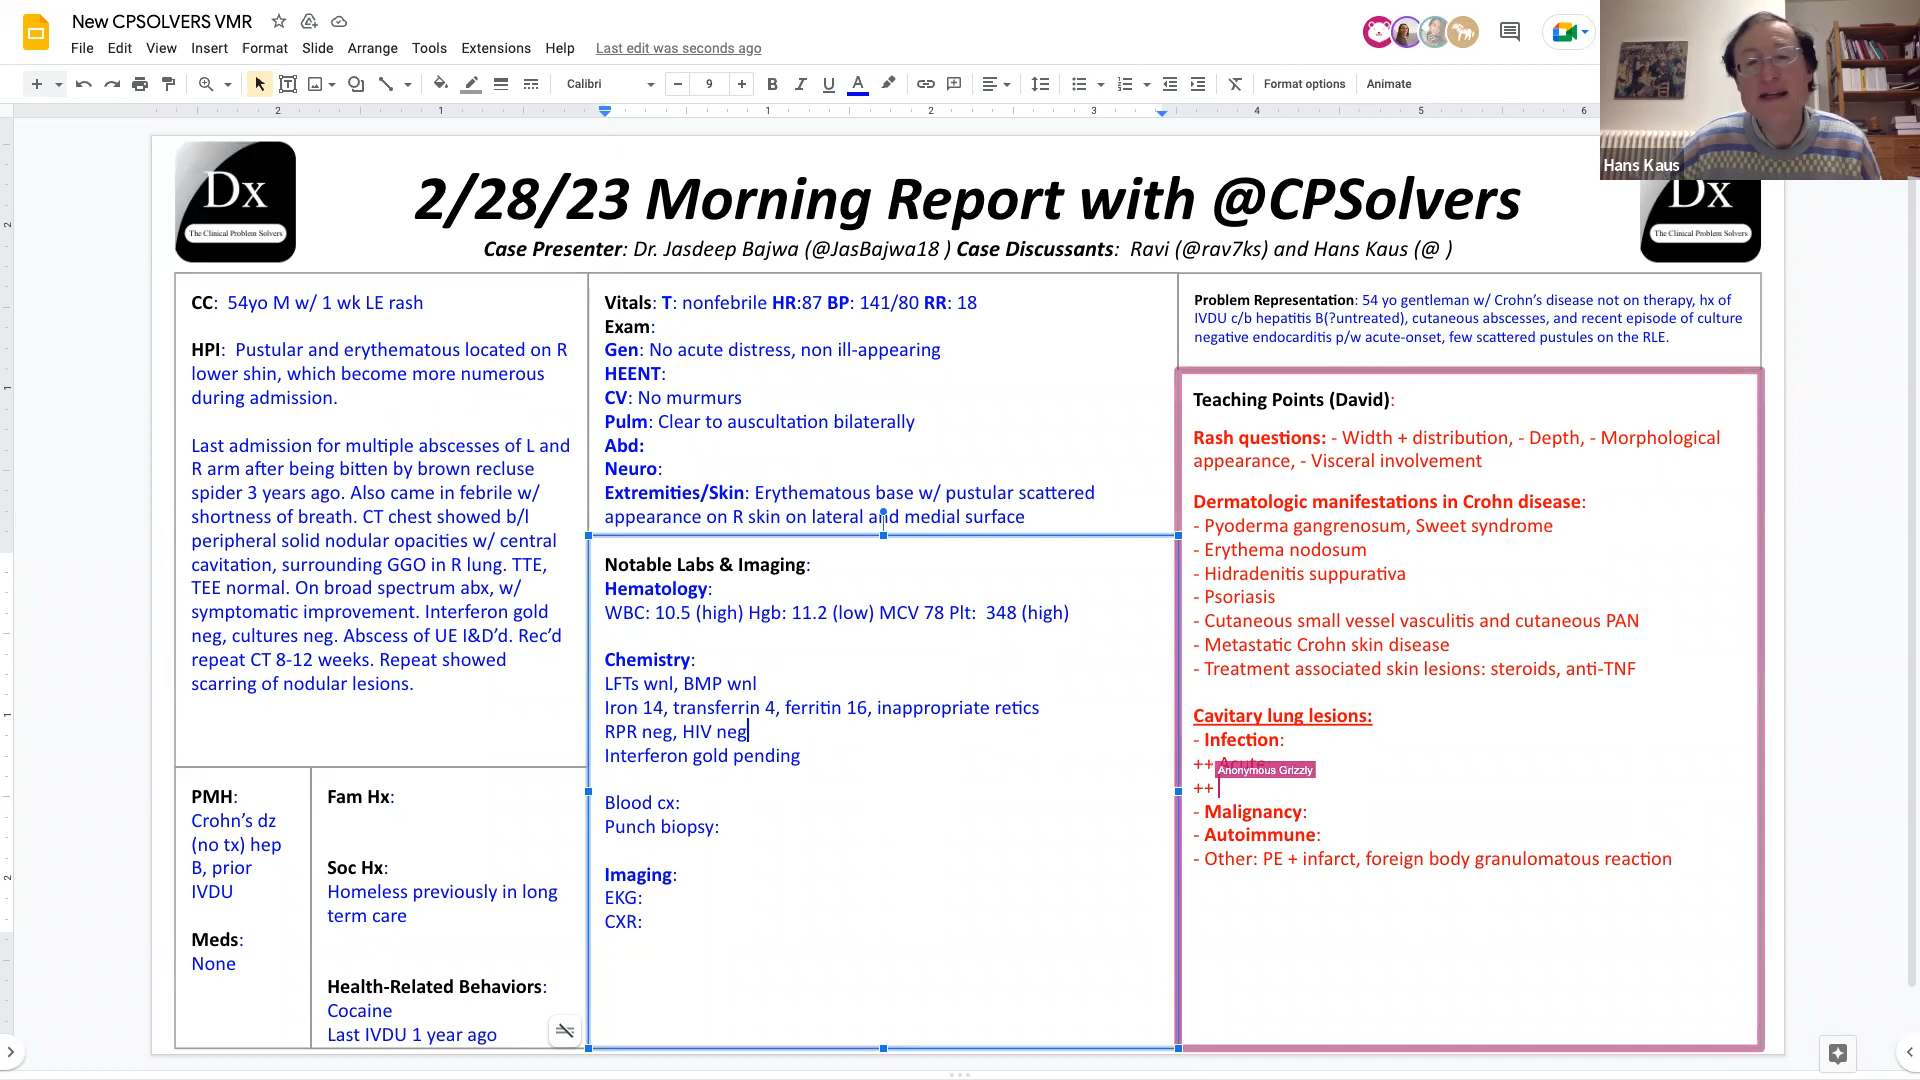 New CPSOLVERS VMR
File Edit View Insert Format Slide Arrange Tools Extensions Help Last edit was seconds ago
Calibri 9 Format options Animate
2 1 1 2 3 4 5 6
Hans Kaus
Dx
The Clinical Problem Solvers
2/28/23 Morning Report with @CPSolvers
Case Presenter: Dr. Jasdeep Bajwa (@JasBajwa18 ) Case Discussants: Ravi (@rav7ks) and Hans Kaus (@ )
Dx
The Clinical Problem Solvers
CC: 54yo M w/ 1 wk LE rash
HPI: Pustular and erythematous located on R
lower shin, which become more numerous
during admission.
Last admission for multiple abscesses of L and
R arm after being bitten by brown recluse
spider 3 years ago. Also came in febrile w/
shortness of breath. CT chest showed b/l
peripheral solid nodular opacities w/ central
cavitation, surrounding GGO in R lung. TTE,
TEE normal. On broad spectrum abx, w/
symptomatic improvement. Interferon gold
neg, cultures neg. Abscess of UE I&D'd. Rec'd
repeat CT 8-12 weeks. Repeat showed
scarring of nodular lesions.
PMH:
Crohn's dz
(no tx) hep
B, prior
IVDU
Meds:
None
Fam Hx:
Soc Hx:
Homeless previously in long
term care
Health-Related Behaviors:
Cocaine
Last IVDU 1 year ago
Vitals: T: nonfebrile HR:87 BP: 141/80 RR: 18
Exam:
Gen: No acute distress, non ill-appearing
HEENT:
CV: No murmurs
Pulm: Clear to auscultation bilaterally
Abd:
Neuro:
Extremities/Skin: Erythematous base w/ pustular scattered
appearance on R skin on lateral and medial surface
Notable Labs & Imaging:
Hematology:
WBC: 10.5 (high) Hgb: 11.2 (low) MCV 78 Plt: 348 (high)
Chemistry:
LFTs wnl, BMP wnl
Iron 14, transferrin 4, ferritin 16, inappropriate retics
RPR neg, HIV neg
Interferon gold pending
Blood cx:
Punch biopsy:
Imaging:
EKG:
CXR:
Problem Representation: 54 yo gentleman w/ Crohn's disease not on therapy, hx of
IVDU c/b hepatitis B(?untreated), cutaneous abscesses, and recent episode of culture
negative endocarditis p/w acute-onset, few scattered pustules on the RLE.
Teaching Points (David):
Rash questions: - Width + distribution, - Depth, - Morphological
appearance, - Visceral involvement
Dermatologic manifestations in Crohn disease:
- Pyoderma gangrenosum, Sweet syndrome
- Erythema nodosum
- Hidradenitis suppurativa
- Psoriasis
- Cutaneous small vessel vasculitis and cutaneous PAN
- Metastatic Crohn skin disease
- Treatment associated skin lesions: steroids, anti-TNF
Cavitary lung lesions:
- Infection:
++ Acute:
Anonymous Grizzly
++
- Malignancy:
- Autoimmune:
- Other: PE + infarct, foreign body granulomatous reaction